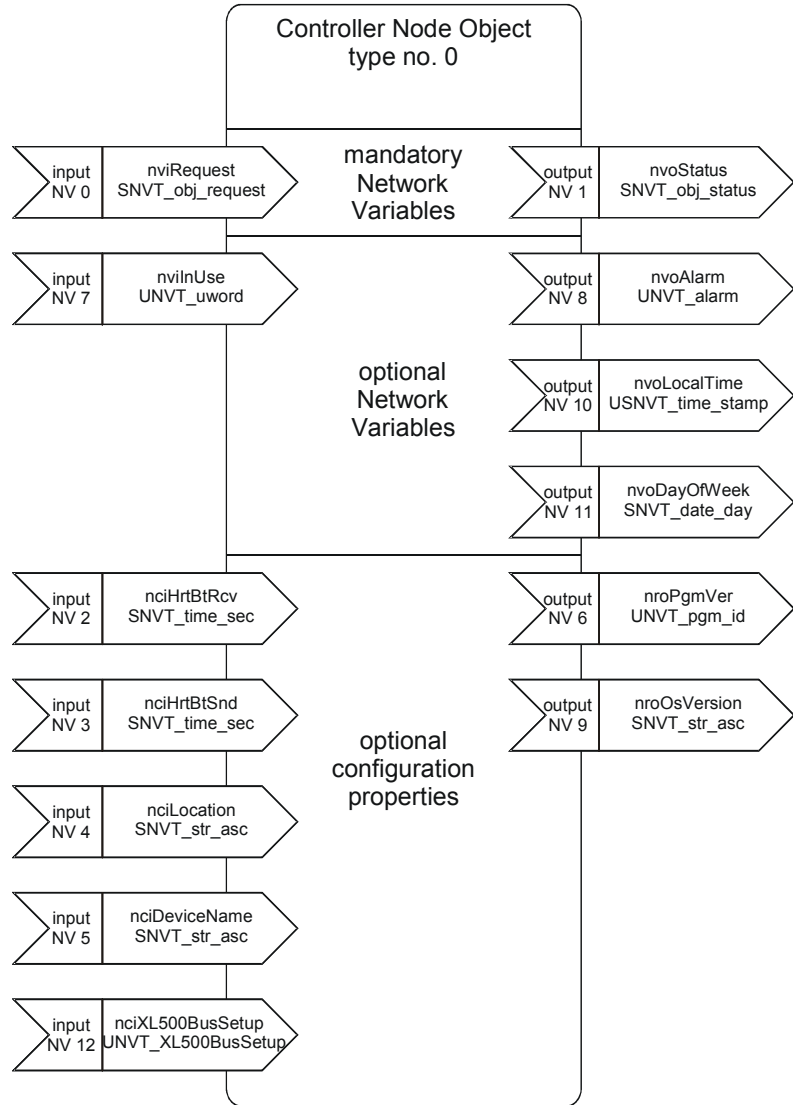 Controller Node Object
type no. 0
mandatory
Network
Variables
input
NV 0
nviRequest
SNVT_obj_request
output
NV 1
nvoStatus
SNVT_obj_status
optional
Network
Variables
input
NV 7
nviInUse
UNVT_uword
output
NV 8
nvoAlarm
UNVT_alarm
output
NV 10
nvoLocalTime
USNVT_time_stamp
output
NV 11
nvoDayOfWeek
SNVT_date_day
optional
configuration
properties
input
NV 2
nciHrtBtRcv
SNVT_time_sec
output
NV 6
nroPgmVer
UNVT_pgm_id
input
NV 3
nciHrtBtSnd
SNVT_time_sec
output
NV 9
nroOsVersion
SNVT_str_asc
input
NV 4
nciLocation
SNVT_str_asc
input
NV 5
nciDeviceName
SNVT_str_asc
input
NV 12
nciXL500BusSetup
UNVT_XL500BusSetup